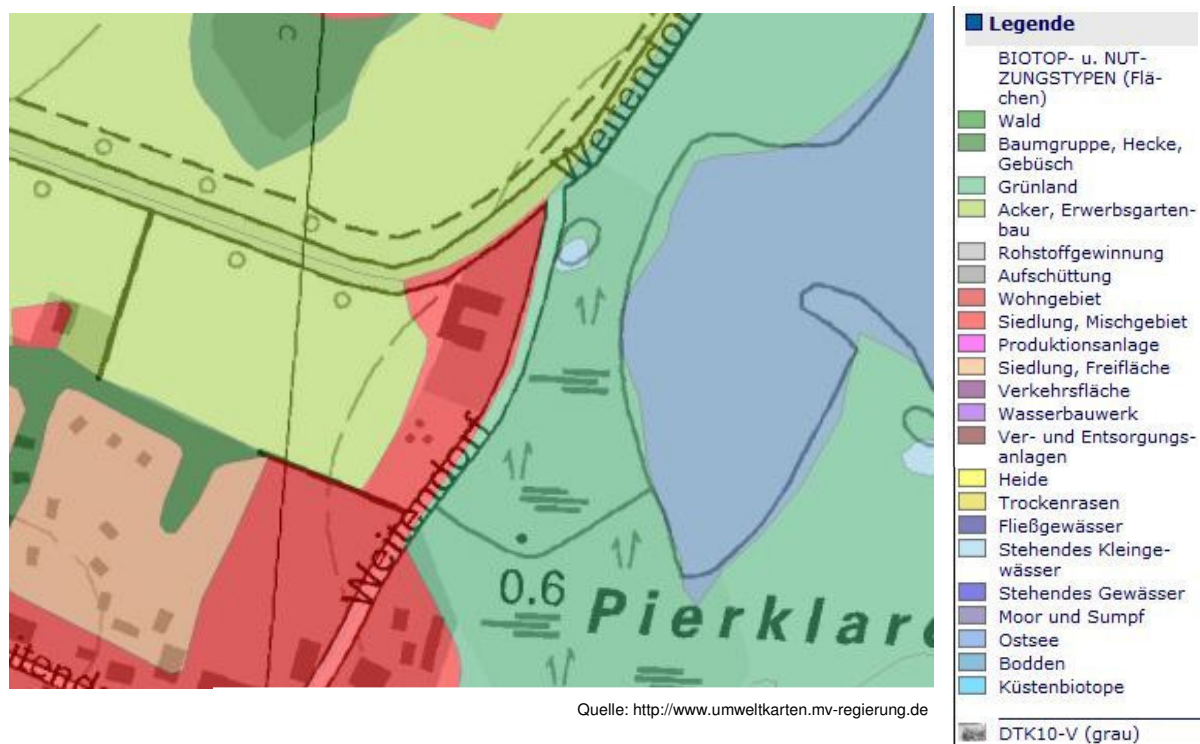 Weitendorf
Weitendorf
0.6
Pierklare
itend
Quelle: http://www.umweltkarten.mv-regierung.de
Legende
BIOTOP- u. NUT-
ZUNGSTYPEN (Flä-
chen)
Wald
Baumgruppe, Hecke,
Gebüsch
Grünland
Acker, Erwerbsgarten-
bau
Rohstoffgewinnung
Aufschüttung
Wohngebiet
Siedlung, Mischgebiet
Produktionsanlage
Siedlung, Freifläche
Verkehrsfläche
Wasserbauwerk
Ver- und Entsorgungs-
anlagen
Heide
Trockenrasen
Fließgewässer
Stehendes Kleinge-
wässer
Stehendes Gewässer
Moor und Sumpf
Ostsee
Bodden
Küstenbiotope
DTK10-V (grau)